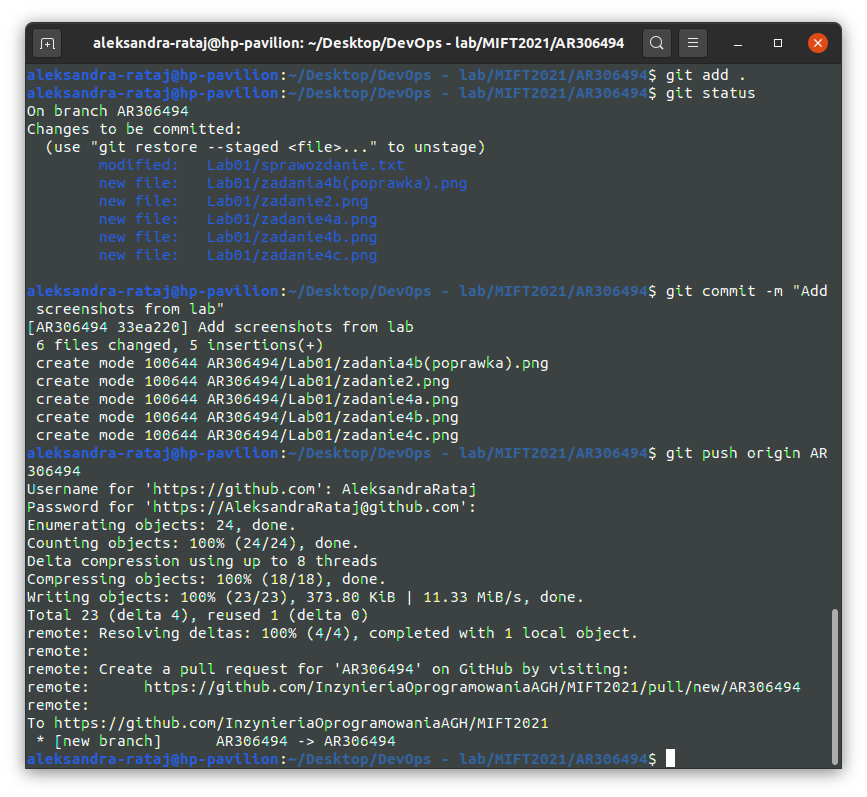 aleksandra-rataj@hp-pavilion: ~/Desktop/DevOps - lab/MIFT2021/AR306494
aleksandra-rataj@hp-pavilion:~/Desktop/DevOps - lab/MIFT2021/AR306494$ git add .
aleksandra-rataj@hp-pavilion:~/Desktop/DevOps - lab/MIFT2021/AR306494$ git status
On branch AR306494
Changes to be committed:
  (use "git restore --staged <file>..." to unstage)
        modified:   Lab01/sprawozdanie.txt
        new file:   Lab01/zadania4b(poprawka).png
        new file:   Lab01/zadanie2.png
        new file:   Lab01/zadanie4a.png
        new file:   Lab01/zadanie4b.png
        new file:   Lab01/zadanie4c.png
aleksandra-rataj@hp-pavilion:~/Desktop/DevOps - lab/MIFT2021/AR306494$ git commit -m "Add
 screenshots from lab"
[AR306494 33ea220] Add screenshots from lab
 6 files changed, 5 insertions(+)
 create mode 100644 AR306494/Lab01/zadania4b(poprawka).png
 create mode 100644 AR306494/Lab01/zadanie2.png
 create mode 100644 AR306494/Lab01/zadanie4a.png
 create mode 100644 AR306494/Lab01/zadanie4b.png
 create mode 100644 AR306494/Lab01/zadanie4c.png
aleksandra-rataj@hp-pavilion:~/Desktop/DevOps - lab/MIFT2021/AR306494$ git push origin AR
306494
Username for 'https://github.com': AleksandraRataj
Password for 'https://AleksandraRataj@github.com':
Enumerating objects: 24, done.
Counting objects: 100% (24/24), done.
Delta compression using up to 8 threads
Compressing objects: 100% (18/18), done.
Writing objects: 100% (23/23), 373.80 KiB | 11.33 MiB/s, done.
Total 23 (delta 4), reused 1 (delta 0)
remote: Resolving deltas: 100% (4/4), completed with 1 local object.
remote:
remote: Create a pull request for 'AR306494' on GitHub by visiting:
remote:      https://github.com/InzynieriaOprogramowaniaAGH/MIFT2021/pull/new/AR306494
remote:
To https://github.com/InzynieriaOprogramowaniaAGH/MIFT2021
 * [new branch]      AR306494 -> AR306494
aleksandra-rataj@hp-pavilion:~/Desktop/DevOps - lab/MIFT2021/AR306494$